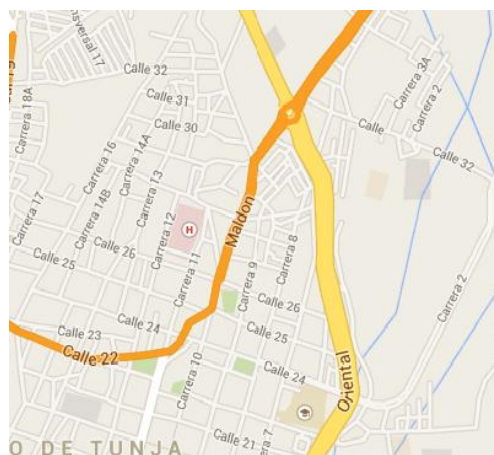 Transversal 17
Calle 32
Carrera 3A
Carrera 2
Carrera 18A
Calle 31
Calle 30
Calle
Calle 32
Carrera 16
Carrera 14A
Carrera 13
Carrera 17
Carrera 14B
Carrera 12
H
Maldon
Calle 26
Calle 25
Carrera 11
Carrera 9
Carrera 8
Calle 26
Carrera 2
Calle 23
Calle 24
Calle 25
Calle 22
Carrera 10
Calle 24
Oriental
Calle 21
Carrera 7
O DE TUNJA